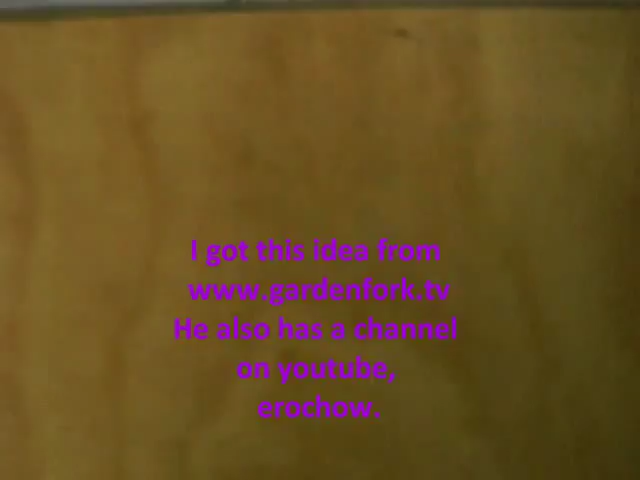 I got this idea from
www.gardenfork.tv
He also has a channel
on youtube,
erochow.